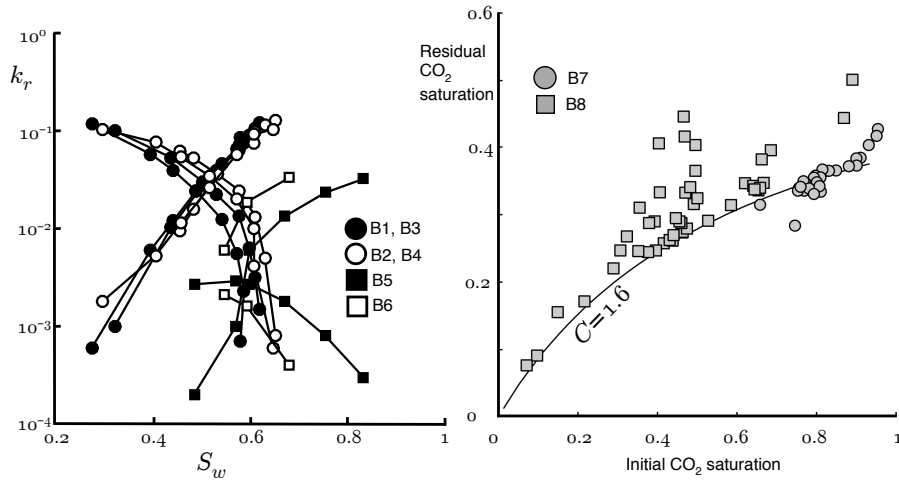 10⁰
k_r
10⁻¹
10⁻²
10⁻³
10⁻⁴
B1, B3
B2, B4
B5
B6
0.2
0.4
0.6
0.8
1
S_w
0.6
Residual
CO₂
saturation
0.4
0.2
0
B7
B8
C=1.6
0
0.2
0.4
0.6
0.8
1
Initial CO₂ saturation